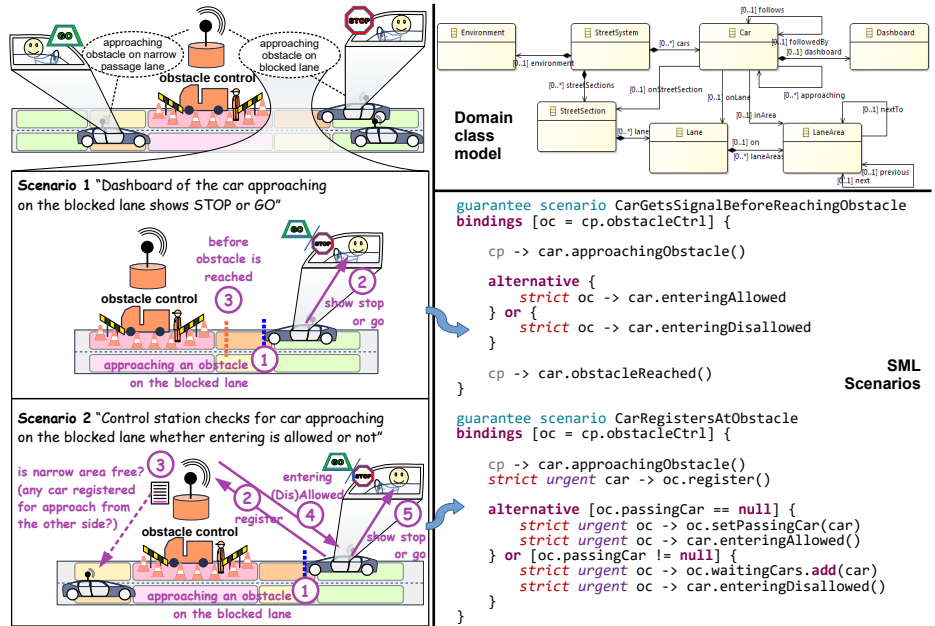 GO
approaching
obstacle on narrow
passage lane
approaching
obstacle on
blocked lane
STOP
obstacle control
Scenario 1 “Dashboard of the car approaching
on the blocked lane shows STOP or GO”
GO
STOP
before
obstacle is
reached
3
2
show stop
or go
obstacle control
1
approaching an obstacle
on the blocked lane
Scenario 2 “Control station checks for car approaching
on the blocked lane whether entering is allowed or not”
is narrow area free?
(any car registered
for approach from
the other side?)
3
entering
(Dis)Allowed
2
4
register
GO
STOP
5
show stop
or go
obstacle control
1
approaching an obstacle
on the blocked lane
Environment
StreetSystem
Car
Dashboard
StreetSection
Lane
LaneArea
[0..1] follows
[0..*] cars
[0..1] followedBy
[0..1] dashboard
[0..1] environment
[0..*] streetSections
[0..1] onStreetSection
[0..*] approaching
[0..1] onLane
[0..1] inArea
[0..1] nextTo
[0..*] lane
[0..1] on
[0..*] laneAreas
[0..1] previous
[0..1] next
Domain
class
model
guarantee scenario CarGetsSignalBeforeReachingObstacle
bindings [oc = cp.obstacleCtrl] {
cp -> car.approachingObstacle()
alternative {
strict oc -> car.enteringAllowed
} or {
strict oc -> car.enteringDisallowed
}
cp -> car.obstacleReached()
}
SML
Scenarios
guarantee scenario CarRegistersAtObstacle
bindings [oc = cp.obstacleCtrl] {
cp -> car.approachingObstacle()
strict urgent car -> oc.register()
alternative [oc.passingCar == null] {
strict urgent oc -> oc.setPassingCar(car)
strict urgent oc -> car.enteringAllowed()
} or [oc.passingCar != null] {
strict urgent oc -> oc.waitingCars.add(car)
strict urgent oc -> car.enteringDisallowed()
}
}